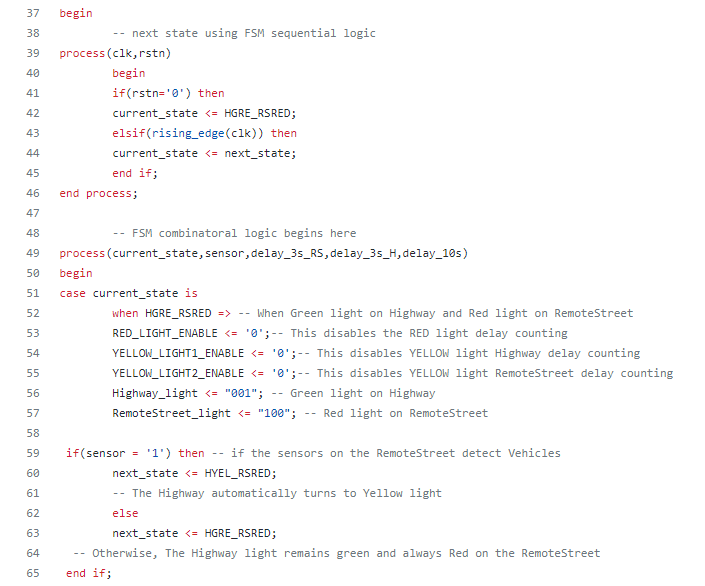 37 begin
38 -- next state using FSM sequential logic
39 process(clk,rstn)
40 begin
41 if(rstn='0') then
42 current_state <= HGRE_RSRED;
43 elsif(rising_edge(clk)) then
44 current_state <= next_state;
45 end if;
46 end process;
47
48 -- FSM combinatoral logic begins here
49 process(current_state,sensor,delay_3s_RS,delay_3s_H,delay_10s)
50 begin
51 case current_state is
52 when HGRE_RSRED => -- When Green light on Highway and Red light on RemoteStreet
53 RED_LIGHT_ENABLE <= '0';-- This disables the RED light delay counting
54 YELLOW_LIGHT1_ENABLE <= '0';-- This disables YELLOW light Highway delay counting
55 YELLOW_LIGHT2_ENABLE <= '0';-- This disables YELLOW light RemoteStreet delay counting
56 Highway_light <= "001"; -- Green light on Highway
57 RemoteStreet_light <= "100"; -- Red light on RemoteStreet
58
59 if(sensor = '1') then -- if the sensors on the RemoteStreet detect Vehicles
60 next_state <= HYEL_RSRED;
61 -- The Highway automatically turns to Yellow light
62 else
63 next_state <= HGRE_RSRED;
64 -- Otherwise, The Highway light remains green and always Red on the RemoteStreet
65 end if;